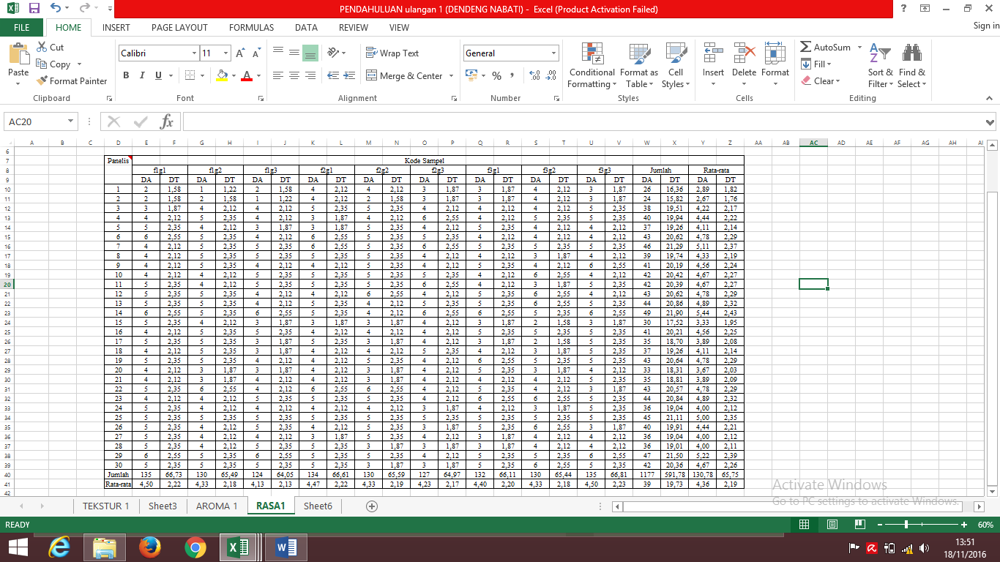 PENDAHULUAN ulangan 1 (DENDENG NABATI) - Excel (Product Activation Failed)
FILE HOME INSERT PAGE LAYOUT FORMULAS DATA REVIEW VIEW Sign in
Cut
Copy
Format Painter
Paste
Calibri 11
B I U
Wrap Text
Merge & Center
General
Conditional Formatting Format as Table Cell Styles
Insert Delete Format
AutoSum
Fill
Clear
Sort & Filter Find & Select
Clipboard Font Alignment Number Styles Cells Editing
AC20
A B C D E F G H I J K L M N O P Q R S T U V W X Y Z AA AB AC AD AE AF AG AH AI
6
7 Panelis Kode Sampel
8 f1g1 f1g2 f1g3 f2g1 f2g2 f2g3 f3g1 f3g2 f3g3 Jumlah Rata-rata
9 DA DT DA DT DA DT DA DT DA DT DA DT DA DT DA DT DA DT DA DT DA DT
10 1 2 1,58 1 1,22 2 1,58 4 2,12 4 2,12 3 1,87 3 1,87 4 2,12 3 1,87 26 16,36 2,89 1,82
11 2 2 1,58 2 1,58 1 1,22 4 2,12 2 1,58 3 1,87 3 1,87 4 2,12 3 1,87 24 15,82 2,67 1,76
12 3 3 1,87 4 2,12 4 2,12 5 2,35 5 2,35 4 2,12 4 2,12 4 2,12 5 2,35 38 19,51 4,22 2,17
13 4 4 2,12 5 2,35 4 2,12 3 1,87 4 2,12 6 2,55 4 2,12 5 2,35 5 2,35 40 19,94 4,44 2,22
14 5 5 2,35 4 2,12 3 1,87 3 1,87 5 2,35 4 2,12 5 2,35 4 2,12 4 2,12 37 19,26 4,11 2,14
15 6 6 2,55 5 2,35 4 2,12 6 2,55 5 2,35 5 2,35 4 2,12 4 2,12 4 2,12 43 20,62 4,78 2,29
16 7 4 2,12 5 2,35 5 2,35 6 2,55 5 2,35 6 2,55 5 2,35 5 2,35 5 2,35 46 21,29 5,11 2,37
17 8 4 2,12 5 2,35 5 2,35 5 2,35 5 2,35 4 2,12 4 2,12 3 1,87 4 2,12 39 19,74 4,33 2,19
18 9 4 2,12 5 2,35 4 2,12 4 2,12 5 2,35 4 2,12 5 2,35 4 2,12 6 2,55 41 20,19 4,56 2,24
19 10 4 2,12 4 2,12 5 2,35 5 2,35 5 2,35 5 2,35 4 2,12 6 2,55 4 2,12 42 20,42 4,67 2,27
20 11 5 2,35 4 2,12 5 2,35 5 2,35 5 2,35 6 2,55 4 2,12 3 1,87 5 2,35 42 20,39 4,67 2,27
21 12 5 2,35 5 2,35 4 2,12 4 2,12 6 2,55 4 2,12 5 2,35 6 2,55 4 2,12 43 20,62 4,78 2,29
22 13 5 2,35 5 2,35 4 2,12 5 2,35 4 2,12 5 2,35 5 2,35 6 2,55 5 2,35 44 20,86 4,89 2,32
23 14 6 2,55 5 2,35 6 2,55 5 2,35 4 2,12 6 2,55 6 2,55 5 2,35 6 2,55 49 21,90 5,44 2,43
24 15 5 2,35 4 2,12 3 1,87 3 1,87 3 1,87 4 2,12 3 1,87 2 1,58 3 1,87 30 17,52 3,33 1,95
25 16 4 2,12 5 2,35 5 2,35 4 2,12 4 2,12 4 2,12 5 2,35 5 2,35 5 2,35 41 20,21 4,56 2,25
26 17 5 2,35 5 2,35 3 1,87 5 2,35 3 1,87 4 2,12 3 1,87 2 1,58 5 2,35 35 18,70 3,89 2,08
27 18 4 2,12 5 2,35 3 1,87 4 2,12 4 2,12 5 2,35 4 2,12 3 1,87 5 2,35 37 19,26 4,11 2,14
28 19 5 2,35 5 2,35 4 2,12 4 2,12 5 2,35 4 2,12 6 2,55 5 2,35 5 2,35 43 20,64 4,78 2,29
29 20 4 2,12 3 1,87 3 1,87 4 2,12 3 1,87 4 2,12 5 2,35 3 1,87 4 2,12 33 18,31 3,67 2,03
30 21 4 2,12 3 1,87 4 2,12 4 2,12 3 1,87 4 2,12 4 2,12 4 2,12 5 2,35 35 18,81 3,89 2,09
31 22 5 2,35 6 2,55 4 2,12 6 2,55 6 2,55 4 2,12 5 2,35 4 2,12 3 1,87 43 20,57 4,78 2,29
32 23 4 2,12 4 2,12 5 2,35 5 2,35 5 2,35 4 2,12 6 2,55 6 2,55 5 2,35 44 20,84 4,89 2,32
33 24 5 2,35 4 2,12 4 2,12 4 2,12 4 2,12 3 1,87 4 2,12 3 1,87 5 2,35 36 19,04 4,00 2,12
34 25 5 2,35 5 2,35 5 2,35 5 2,35 5 2,35 5 2,35 5 2,35 5 2,35 5 2,35 45 21,11 5,00 2,35
35 26 5 2,35 4 2,12 5 2,35 4 2,12 5 2,35 3 1,87 5 2,35 6 2,55 3 1,87 40 19,91 4,44 2,21
36 27 5 2,35 4 2,12 4 2,12 3 1,87 5 2,35 4 2,12 3 1,87 4 2,12 4 2,12 36 19,04 4,00 2,12
37 28 5 2,35 4 2,12 5 2,35 5 2,35 3 1,87 3 1,87 3 1,87 4 2,12 4 2,12 36 19,01 4,00 2,11
38 29 6 2,55 5 2,35 6 2,55 5 2,35 5 2,35 4 2,12 5 2,35 5 2,35 6 2,55 47 21,50 5,22 2,39
39 30 5 2,35 5 2,35 5 2,35 5 2,35 3 1,87 3 1,87 5 2,35 6 2,55 5 2,35 42 20,36 4,67 2,26
40 Jumlah 135 66,73 130 65,49 124 64,05 134 66,61 130 65,59 127 64,97 132 66,11 130 65,44 135 66,81 1177 591,78 130,78 65,75
41 Rata-rata 4,50 2,22 4,33 2,18 4,13 2,13 4,47 2,22 4,33 2,19 4,23 2,17 4,40 2,20 4,33 2,18 4,50 2,23 39 19,73 4,36 2,19
42
Activate Windows
Go to PC settings to activate Windows.
TEKSTUR 1 Sheet3 AROMA 1 RASA1 Sheet6
READY 60%
13:51
18/11/2016